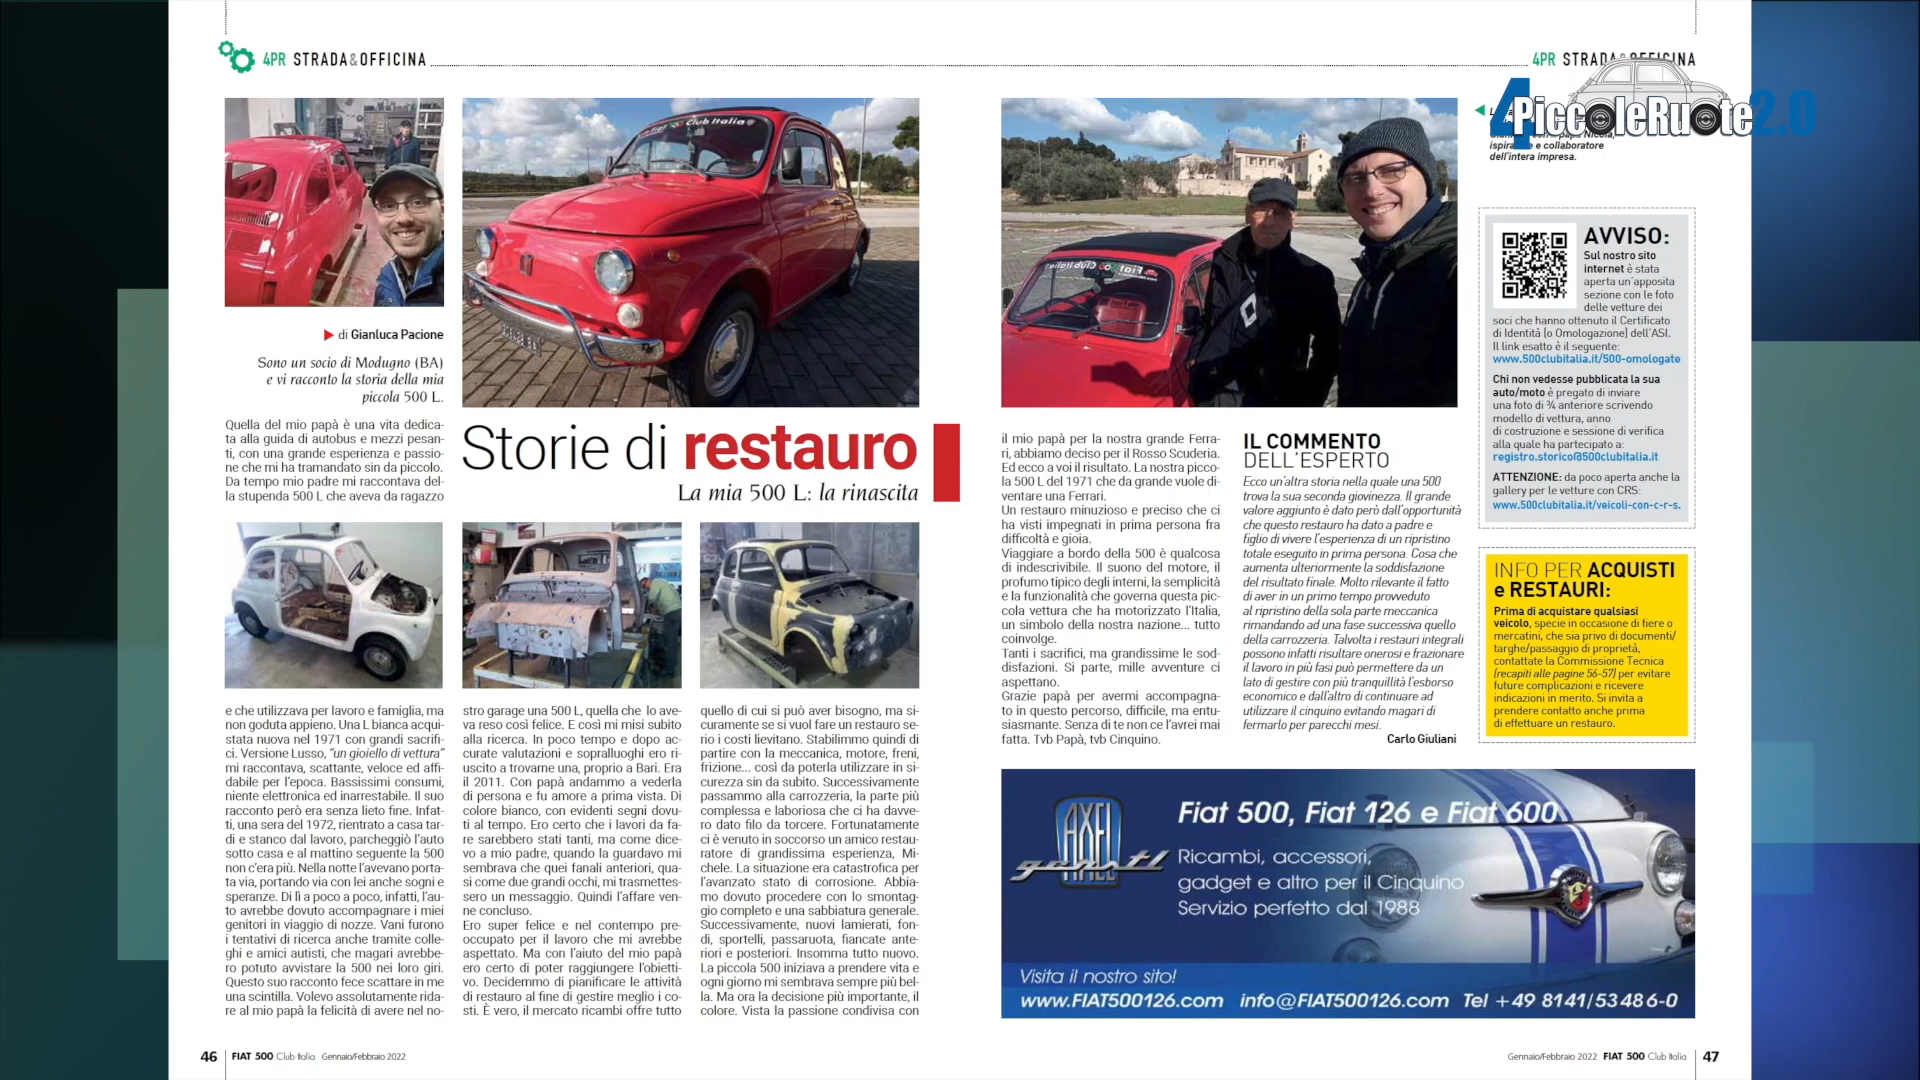 4PR STRADA&OFFICINA
di Gianluca Pacione
Sono un socio di Modugno (BA)
e vi racconto la storia della mia
piccola 500 L.
Quella del mio papà è una vita dedica-
ta alla guida di autobus e mezzi pesan-
ti, con una grande esperienza e passio-
ne che mi ha tramandato sin da piccolo.
Da tempo mio padre mi raccontava del-
la stupenda 500 L che aveva da ragazzo
Storie di restauro
La mia 500 L: la rinascita
e che utilizzava per lavoro e famiglia, ma
non goduta appieno. Una L bianca acqui-
stata nuova nel 1971 con grandi sacrifi-
ci. Versione Lusso, "un gioiello di vettura"
mi raccontava, scattante, veloce ed affi-
dabile per l'epoca. Bassissimi consumi,
niente elettronica ed inarrestabile. Il suo
racconto però era senza lieto fine. Infat-
ti, una sera del 1972, rientrato a casa tar-
di e stanco dal lavoro, parcheggiò l'auto
sotto casa e al mattino seguente la 500
non c'era più. Nella notte l'avevano porta-
ta via, portando via con lei anche sogni e
speranze. Di lì a poco a poco, infatti, l'au-
to avrebbe dovuto accompagnare i miei
genitori in viaggio di nozze. Vani furono
i tentativi di ricerca anche tramite colle-
ghi e amici autisti, che magari avrebbe-
ro potuto avvistare la 500 nei loro giri.
Questo suo racconto fece scattare in me
una scintilla. Volevo assolutamente rida-
re al mio papà la felicità di avere nel no-
stro garage una 500 L, quella che lo ave-
va reso così felice. E così mi misi subito
alla ricerca. In poco tempo e dopo ac-
curate valutazioni e sopralluoghi ero ri-
uscito a trovarne una, proprio a Bari. Era
il 2011. Con papà andammo a vederla
di persona e fu amore a prima vista. Di
colore bianco, con evidenti segni dovu-
ti al tempo. Ero certo che i lavori da fa-
re sarebbero stati tanti, ma come dice-
vo a mio padre, quando la guardavo mi
sembrava che quei fanali anteriori, qua-
si come due grandi occhi, mi trasmettes-
sero un messaggio. Quindi l'affare ven-
ne concluso.
Ero super felice e nel contempo pre-
occupato per il lavoro che mi avrebbe
aspettato. Ma con l'aiuto del mio papà
ero certo di poter raggiungere l'obietti-
vo. Decidemmo di pianificare le attività
di restauro al fine di gestire meglio i co-
sti. È vero, il mercato ricambi offre tutto
quello di cui si può aver bisogno, ma si-
curamente se si vuol fare un restauro se-
rio i costi lievitano. Stabilimmo quindi di
partire con la meccanica, motore, freni,
frizione... così da poterla utilizzare in si-
curezza sin da subito. Successivamente
passammo alla carrozzeria, la parte più
complessa e laboriosa che ci ha davve-
ro dato filo da torcere. Fortunatamente
ci è venuto in soccorso un amico restau-
ratore di grandissima esperienza, Mi-
chele. La situazione era catastrofica per
l'avanzato stato di corrosione. Abbia-
mo dovuto procedere con lo smontag-
gio completo e una sabbiatura generale.
Successivamente, nuovi lamierati, fon-
di, sportelli, passaruota, fiancate ante-
riori e posteriori. Insomma tutto nuovo.
La piccola 500 iniziava a prendere vita e
ogni giorno mi sembrava sempre più bel-
la. Ma ora la decisione più importante, il
colore. Vista la passione condivisa con
46 FIAT 500 Club Italia Gennaio/Febbraio 2022
4PR STRADA&OFFICINA
4PiccoleRuote2.0
e collaboratore
dell'intera impresa.
il mio papà per la nostra grande Ferra-
ri, abbiamo deciso per il Rosso Scuderia.
Ed ecco a voi il risultato. La nostra picco-
la 500 L del 1971 che da grande vuole di-
ventare una Ferrari.
Un restauro minuzioso e preciso che ci
ha visti impegnati in prima persona fra
difficoltà e gioia.
Viaggiare a bordo della 500 è qualcosa
di indescrivibile. Il suono del motore, il
profumo tipico degli interni, la semplicità
e la funzionalità che governa questa pic-
cola vettura che ha motorizzato l'Italia,
un simbolo della nostra nazione... tutto
coinvolge.
Tanti i sacrifici, ma grandissime le sod-
disfazioni. Si parte, mille avventure ci
aspettano.
Grazie papà per avermi accompagna-
to in questo percorso, difficile, ma entu-
siasmante. Senza di te non ce l'avrei mai
fatta. Tvb Papà, tvb Cinquino.
IL COMMENTO
DELL'ESPERTO
Ecco un'altra storia nella quale una 500
trova la sua seconda giovinezza. Il grande
valore aggiunto è dato però dall'opportunità
che questo restauro ha dato a padre e
figlio di vivere l'esperienza di un ripristino
totale eseguito in prima persona. Cosa che
aumenta ulteriormente la soddisfazione
del risultato finale. Molto rilevante il fatto
di aver in un primo tempo provveduto
al ripristino della sola parte meccanica
rimandando ad una fase successiva quello
della carrozzeria. Talvolta i restauri integrali
possono infatti risultare onerosi e frazionare
il lavoro in più fasi può permettere da un
lato di gestire con più tranquillità l'esborso
economico e dall'altro di continuare ad
utilizzare il cinquino evitando magari di
fermarlo per parecchi mesi.
Carlo Giuliani
AVVISO:
Sul nostro sito
internet è stata
aperta un'apposita
sezione con le foto
delle vetture dei
soci che hanno ottenuto il Certificato
di Identità (o Omologazione) dell'ASI.
Il link esatto è il seguente:
www.500clubitalia.it/500-omologate
Chi non vedesse pubblicata la sua
auto/moto è pregato di inviare
una foto di ¾ anteriore scrivendo
modello di vettura, anno
di costruzione e sessione di verifica
alla quale ha partecipato a:
registro.storico@500clubitalia.it
ATTENZIONE: da poco aperta anche la
gallery per le vetture con CRS:
www.500clubitalia.it/veicoli-con-c-r-s.
INFO PER ACQUISTI
e RESTAURI:
Prima di acquistare qualsiasi
veicolo, specie in occasione di fiere o
mercatini, che sia privo di documenti/
targhe/passaggio di proprietà,
contattate la Commissione Tecnica
(recapiti alle pagine 56-57) per evitare
future complicazioni e ricevere
indicazioni in merito. Si invita a
prendere contatto anche prima
di effettuare un restauro.
AXEL
gerstl
Fiat 500, Fiat 126 e Fiat 600
Ricambi, accessori,
gadget e altro per il Cinquino
Servizio perfetto dal 1988
Visita il nostro sito!
www.FIAT500126.com info@FIAT500126.com Tel +49 8141/53486-0
Gennaio/Febbraio 2022 FIAT 500 Club Italia 47